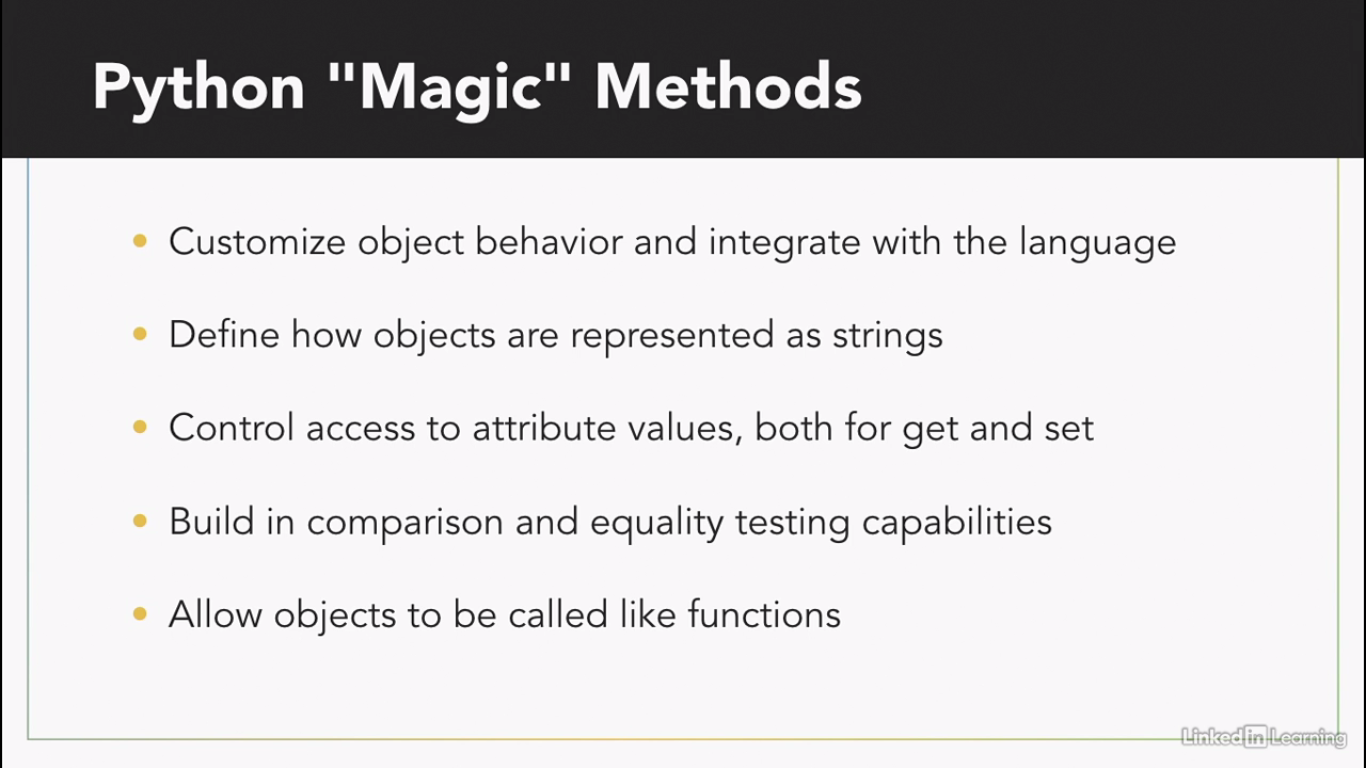 Python "Magic" Methods
• Customize object behavior and integrate with the language
• Define how objects are represented as strings
• Control access to attribute values, both for get and set
• Build in comparison and equality testing capabilities
• Allow objects to be called like functions
Linked in Learning